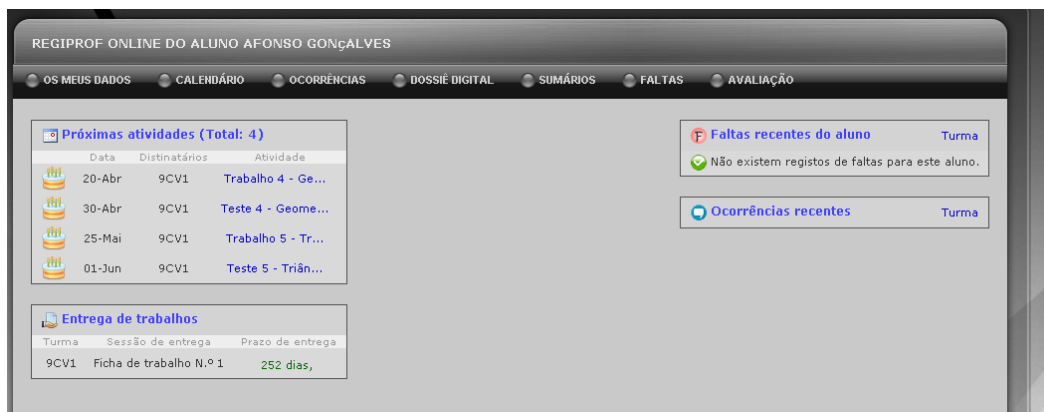 REGIPROF ONLINE DO ALUNO AFONSO GONçALVES
OS MEUS DADOS CALENDÁRIO OCORRÊNCIAS DOSSIÊ DIGITAL SUMÁRIOS FALTAS AVALIAÇÃO
Próximas atividades (Total: 4)
Data Distinatários Atividade
20-Abr 9CV1 Trabalho 4 - Ge...
30-Abr 9CV1 Teste 4 - Geome...
25-Mai 9CV1 Trabalho 5 - Tr...
01-Jun 9CV1 Teste 5 - Triân...
Entrega de trabalhos
Turma Sessão de entrega Prazo de entrega
9CV1 Ficha de trabalho N.º 1 252 dias,
Faltas recentes do aluno Turma
Não existem registos de faltas para este aluno.
Ocorrências recentes Turma